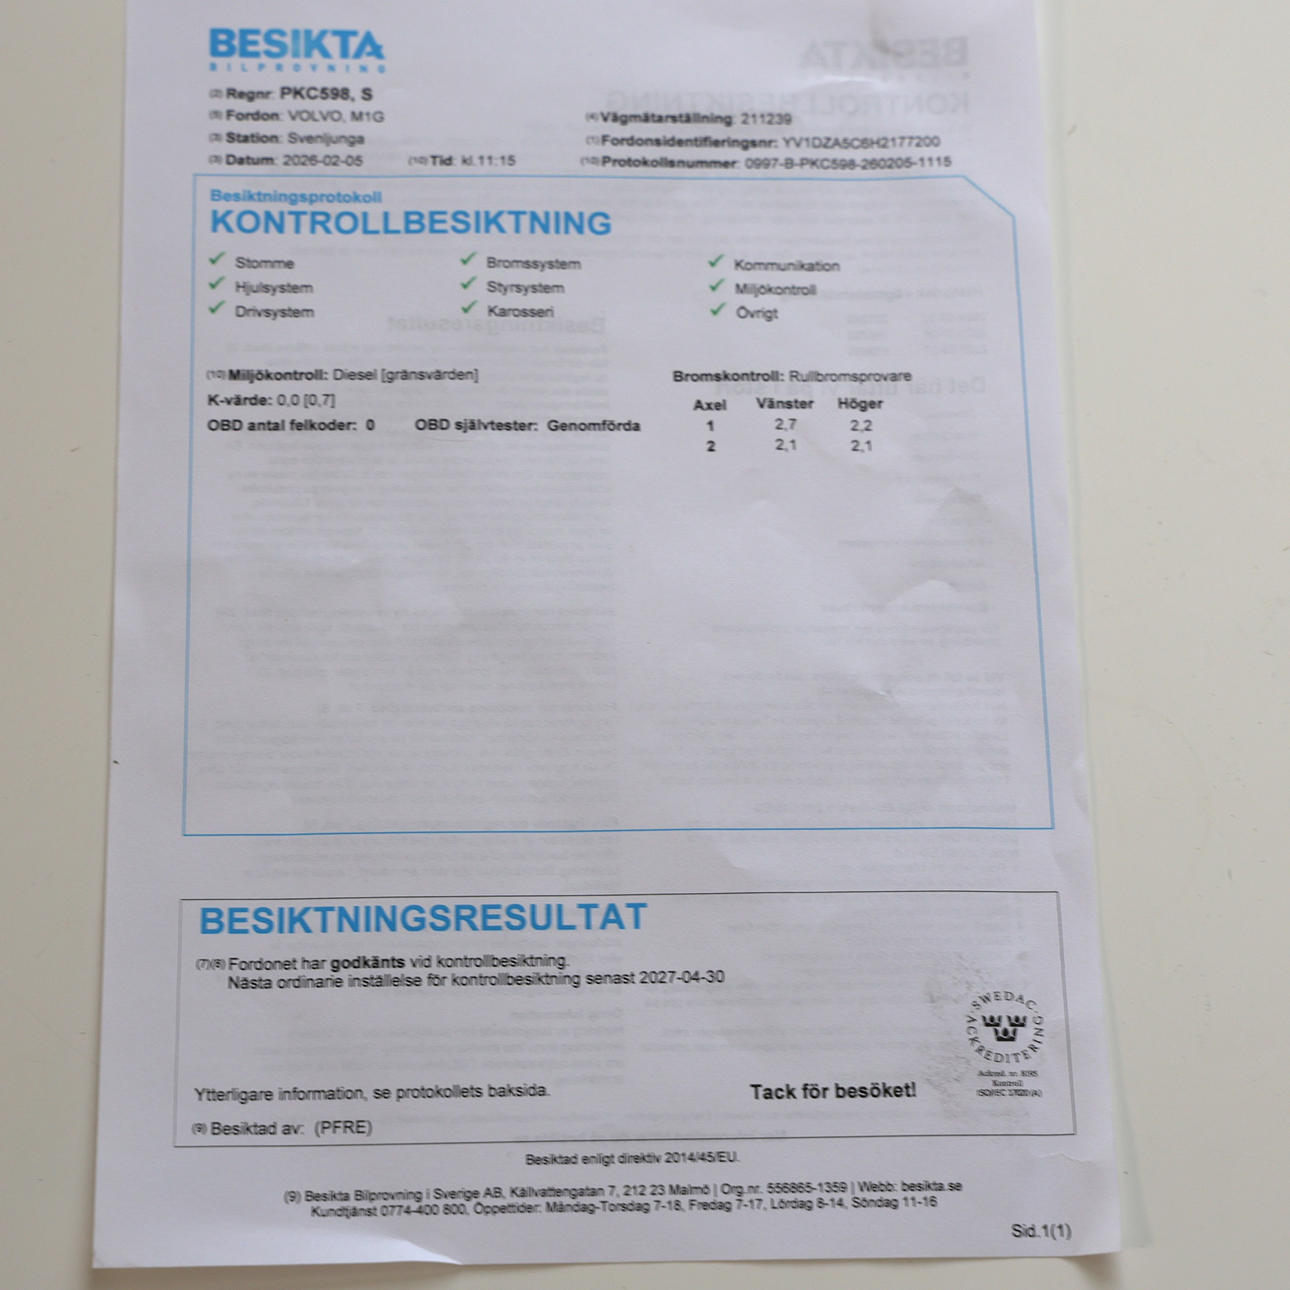 BESIKTA
BILPROVNING
(2) Regnr: PKC598, S
(5) Fordon: VOLVO, M1G
(4) Vägmätarställning: 211239
(3) Station: Svenljunga
(1) Fordonsidentifieringsnr: YV1DZA5C6H2177200
(3) Datum: 2026-02-05 (10) Tid: kl.11:15 (10) Protokollsnummer: 0997-B-PKC598-260205-1115
Besiktningsprotokoll
KONTROLLBESIKTNING
Stomme Bromssystem Kommunikation
Hjulsystem Styrsystem Miljökontroll
Drivsystem Karosseri Övrigt
(10) Miljökontroll: Diesel [gränsvärden] Bromskontroll: Rullbromsprovare
K-värde: 0,0 [0,7] Axel Vänster Höger
OBD antal felkoder: 0 OBD självtester: Genomförda 1 2,7 2,2
2 2,1 2,1
BESIKTNINGSRESULTAT
(7)(8) Fordonet har godkänts vid kontrollbesiktning.
Nästa ordinarie inställelse för kontrollbesiktning senast 2027-04-30
SWEDAC ACKREDITERING
Ackred. nr.
Kontroll
Ytterligare information, se protokollets baksida. Tack för besöket!
(9) Besiktad av: (PFRE)
Besiktad enligt direktiv 2014/45/EU.
(9) Besikta Bilprovning i Sverige AB, Källvattengatan 7, 212 23 Malmö | Org.nr. 556865-1359 | Webb: besikta.se
Kundtjänst 0774-400 800, Öppettider: Måndag-Torsdag 7-18, Fredag 7-17, Lördag 8-14, Söndag 11-16
Sid.1(1)